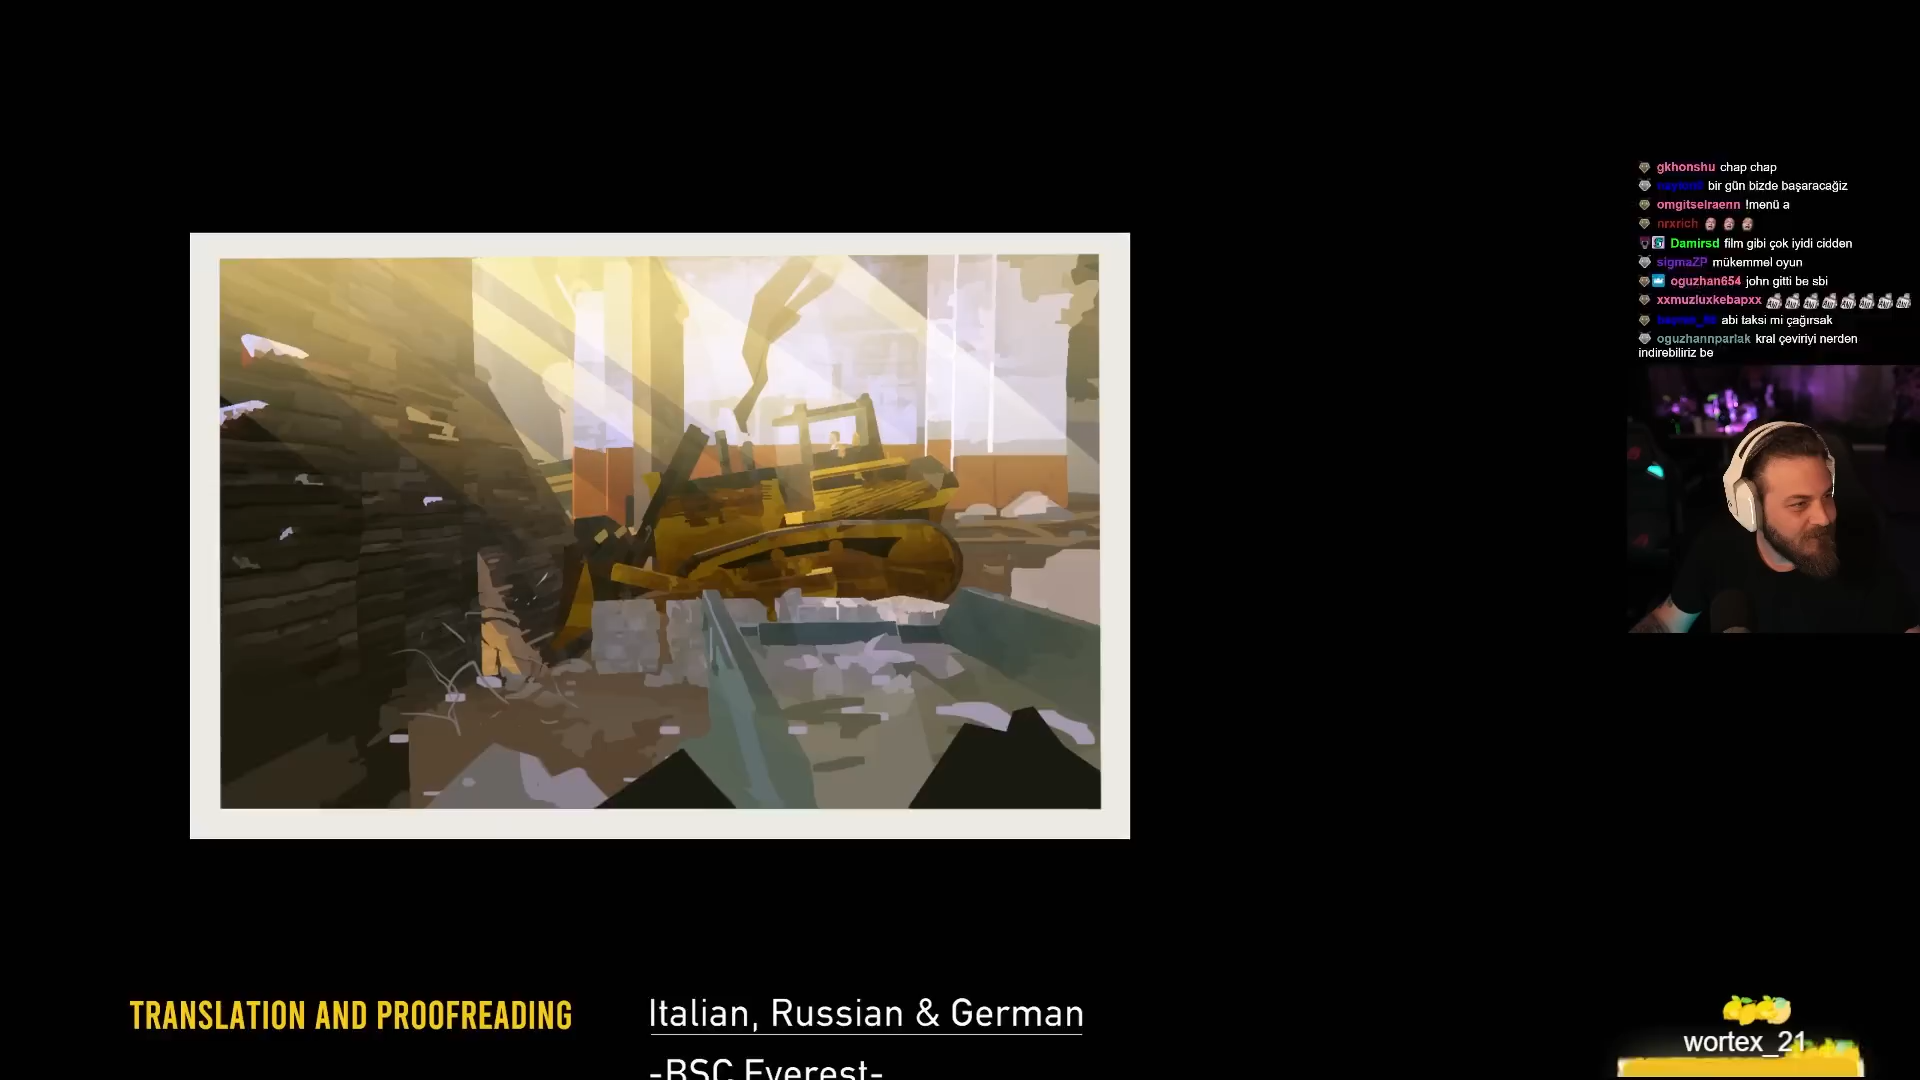 gkhonshu chap chap
bir gün bizde başaracağiz
omgitselraenn !menü a
nrxrich
Damirsd film gibi çok iyidi cidden
sigmaZP mükemmel oyun
oguzhan654 john gitti be sbi
xxmuzluxkebapxx
abi taksi mi çağırsak
oguzhannparlak kral çeviriyi nerden
indirebiliriz be
TRANSLATION AND PROOFREADING
Italian, Russian & German
-BSC Everest-
wortex_21